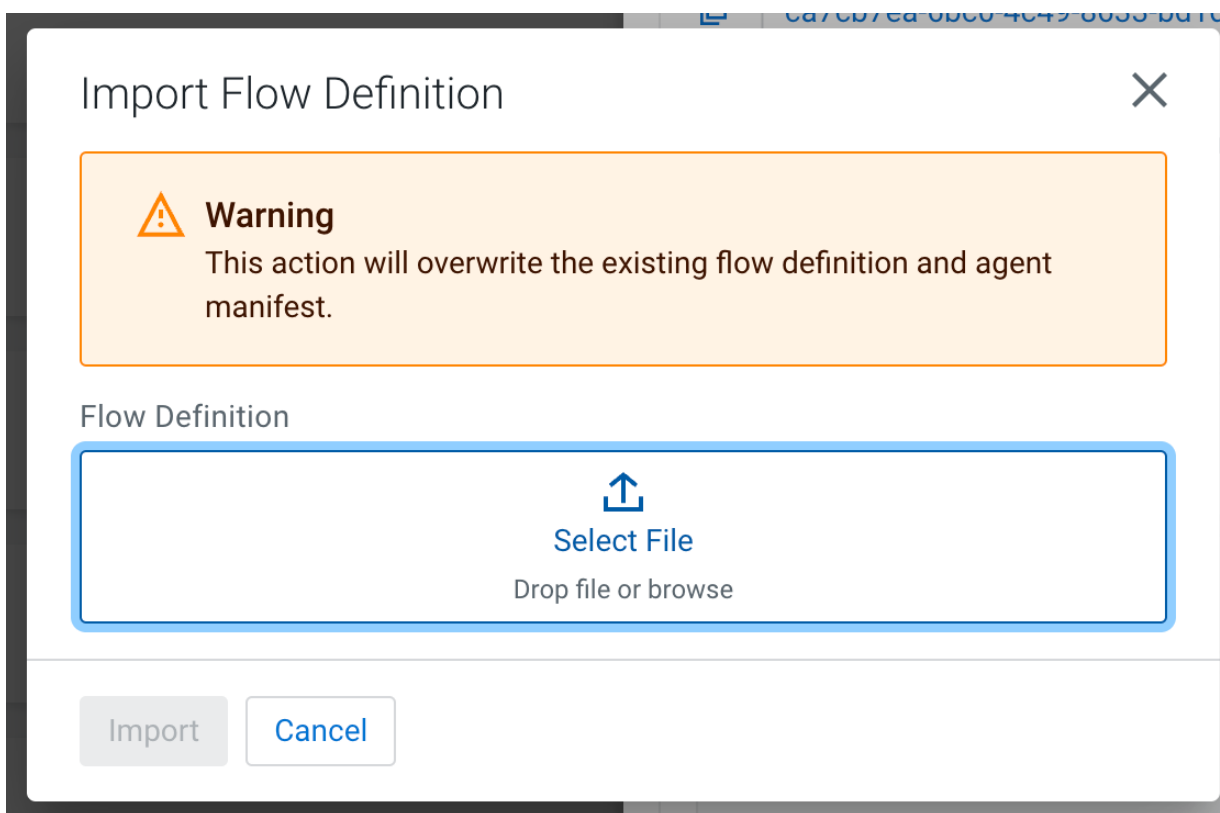 Import Flow Definition
Warning
This action will overwrite the existing flow definition and agent
manifest.
Flow Definition
Select File
Drop file or browse
Import
Cancel